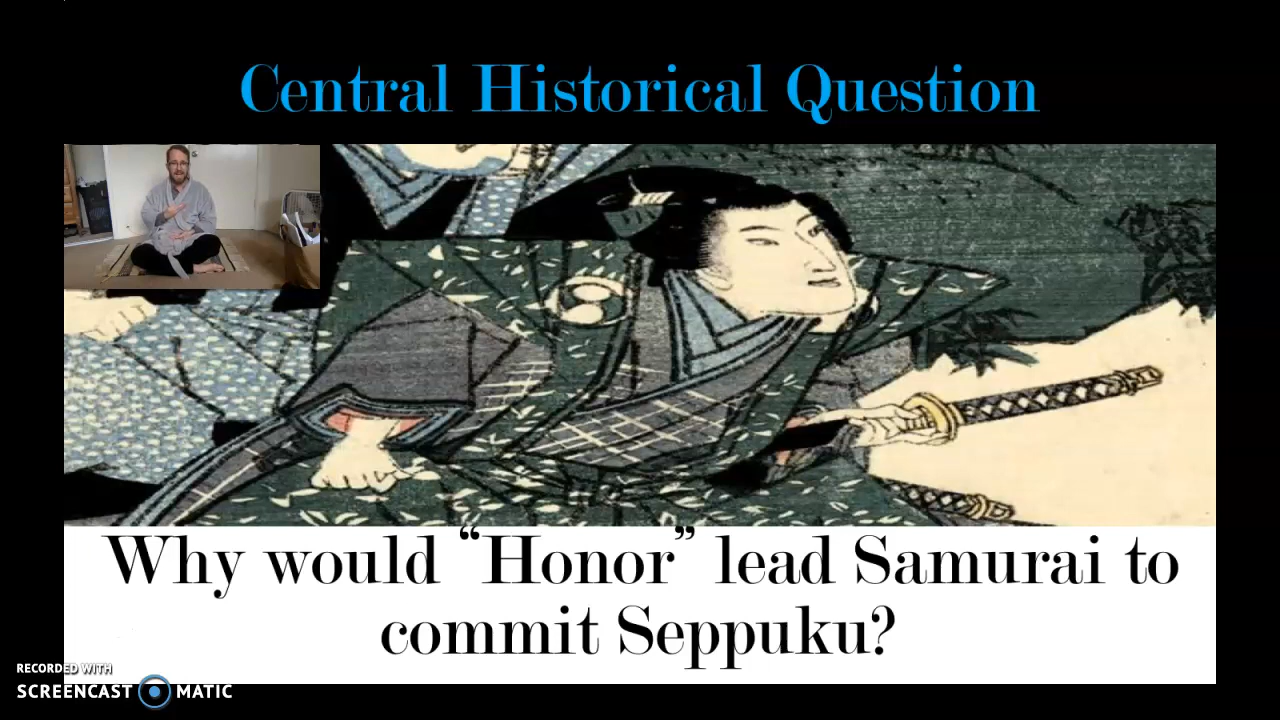 Central Historical Question
Why would “Honor” lead Samurai to
commit Seppuku?
RECORDED WITH
SCREENCAST MATIC